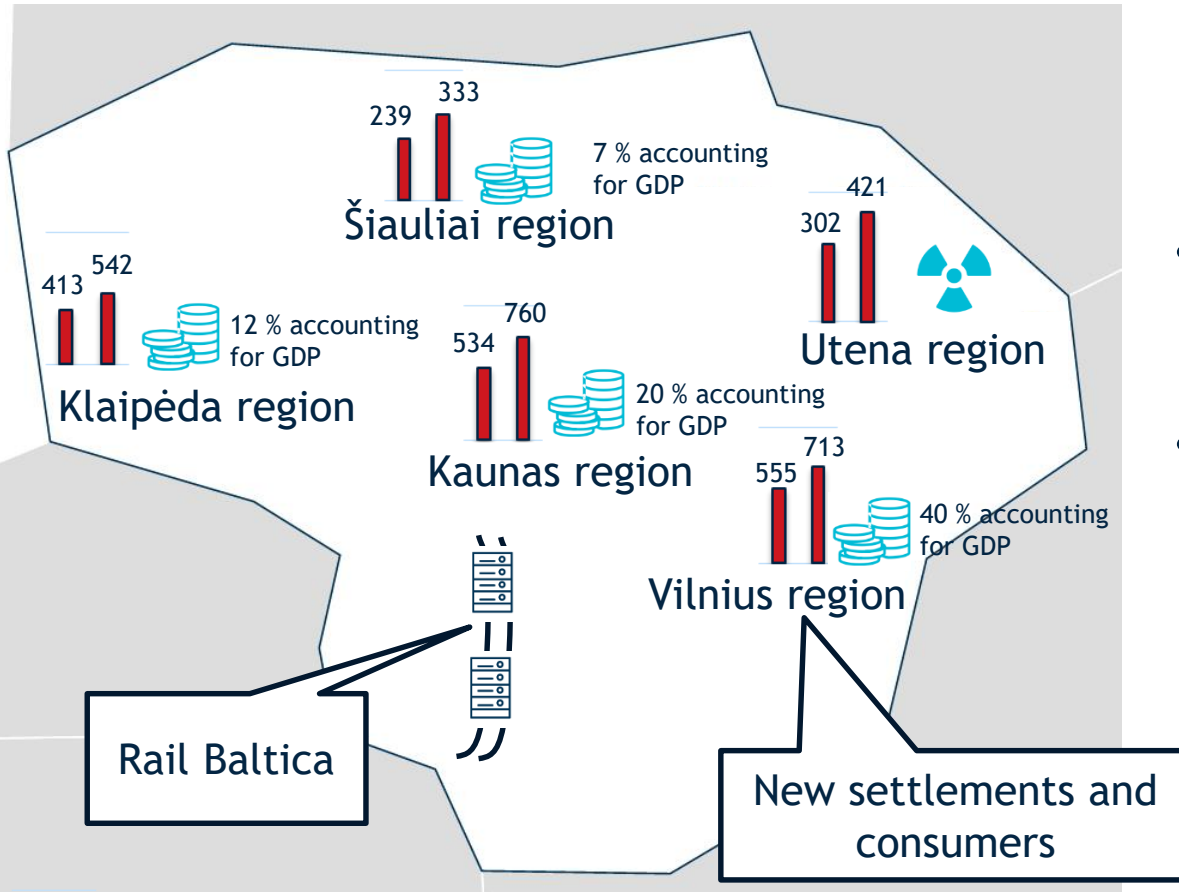 239
333
7 % accounting
for GDP
Šiauliai region
302
421
Utena region
413
542
12 % accounting
for GDP
Klaipėda region
534
760
20 % accounting
for GDP
Kaunas region
555
713
40 % accounting
for GDP
Vilnius region
Rail Baltica
New settlements and
consumers